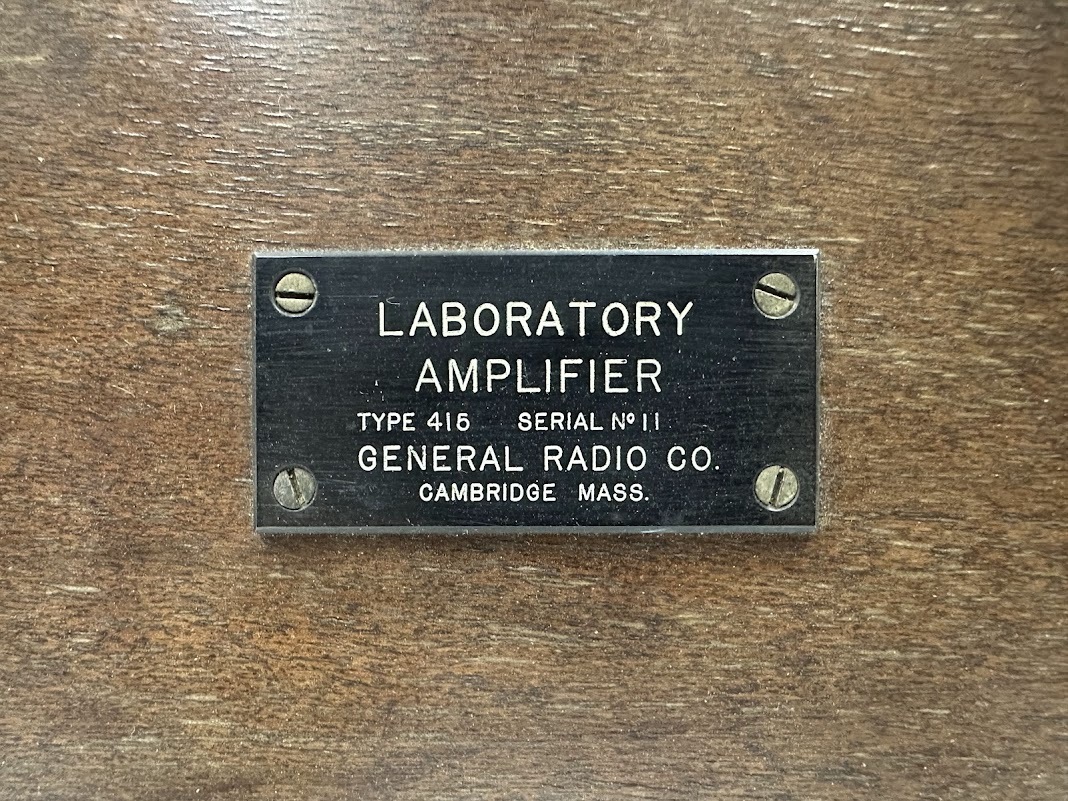 LABORATORY
AMPLIFIER
TYPE 415 SERIAL Nº 11
GENERAL RADIO CO.
CAMBRIDGE MASS.